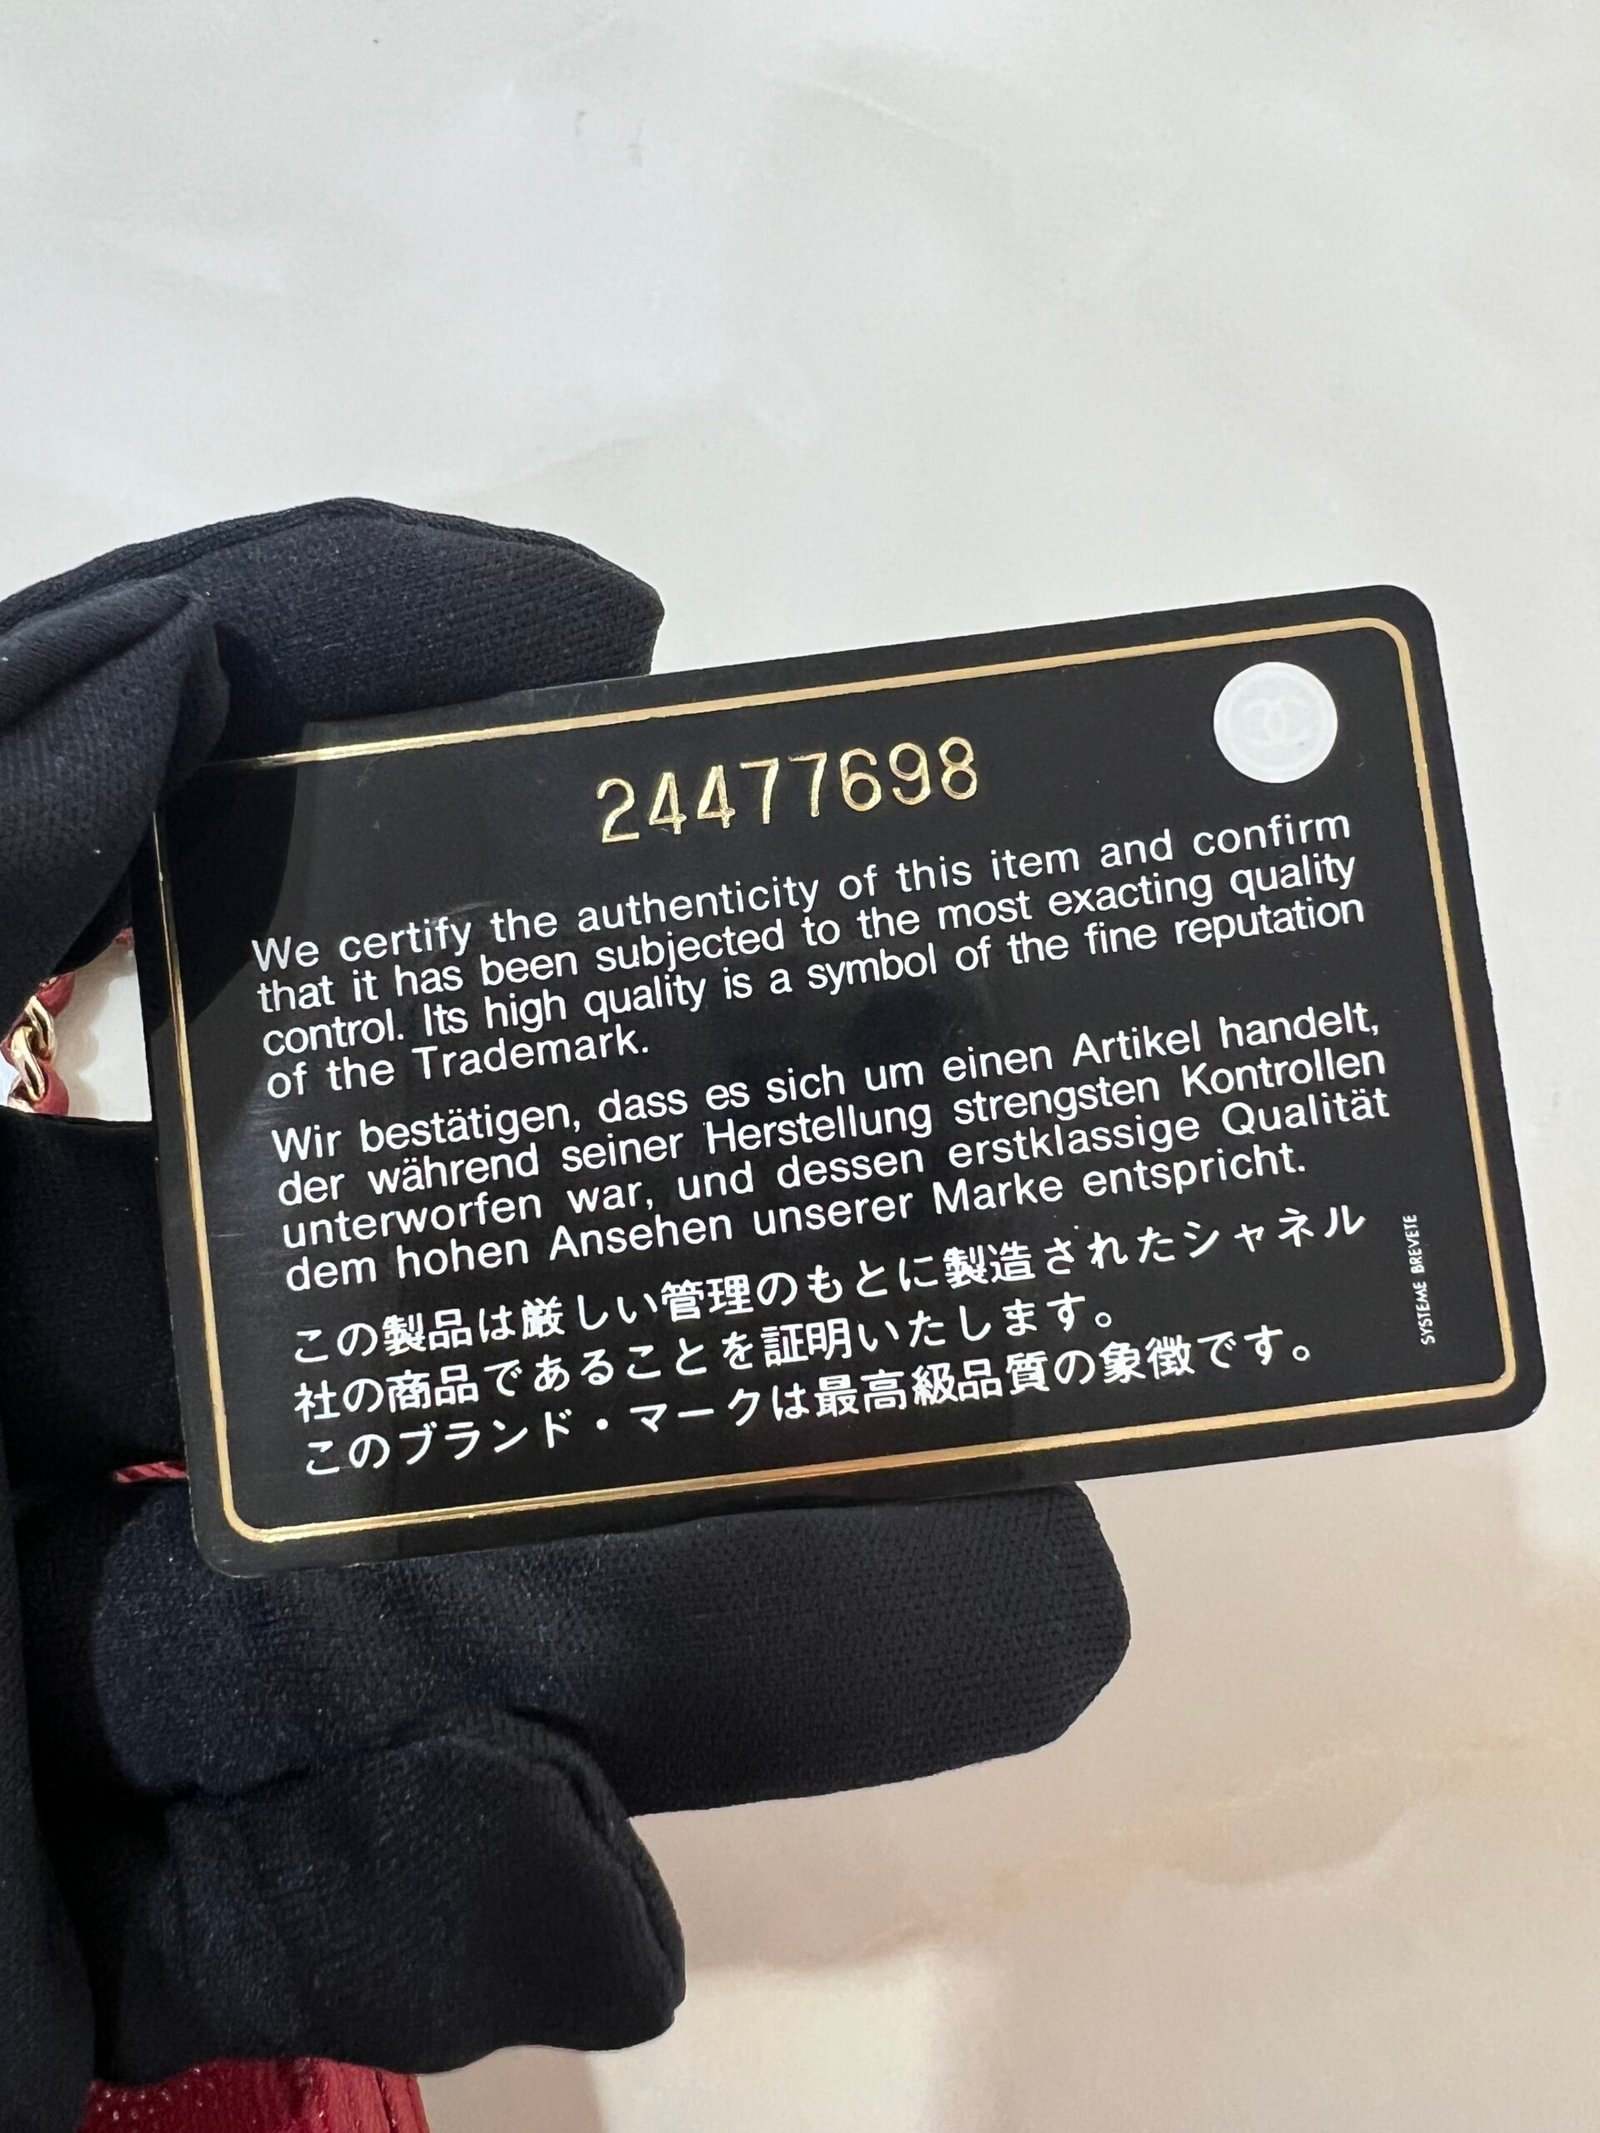 24477698
We certify the authenticity of this item and confirm
that it has been subjected to the most exacting quality
control. Its high quality is a symbol of the fine reputation
of the Trademark.
Wir bestätigen, dass es sich um einen Artikel handelt,
der während seiner Herstellung strengsten Kontrollen
unterworfen war, und dessen erstklassige Qualität
dem hohen Ansehen unserer Marke entspricht.
この製品は厳しい管理のもとに製造されたシャネル
社の商品であることを証明いたします。
このブランド・マークは最高級品質の象徴です。
SYSTEME BREVETE